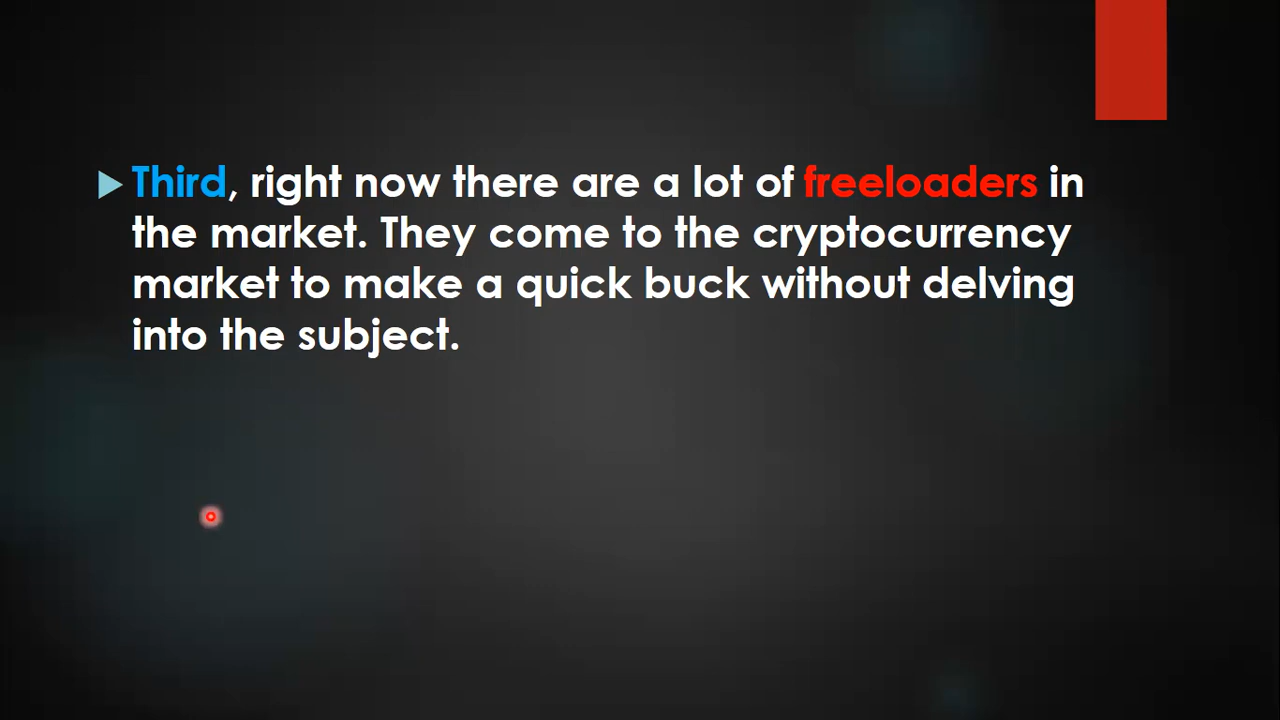 Third, right now there are a lot of freeloaders in
the market. They come to the cryptocurrency
market to make a quick buck without delving
into the subject.